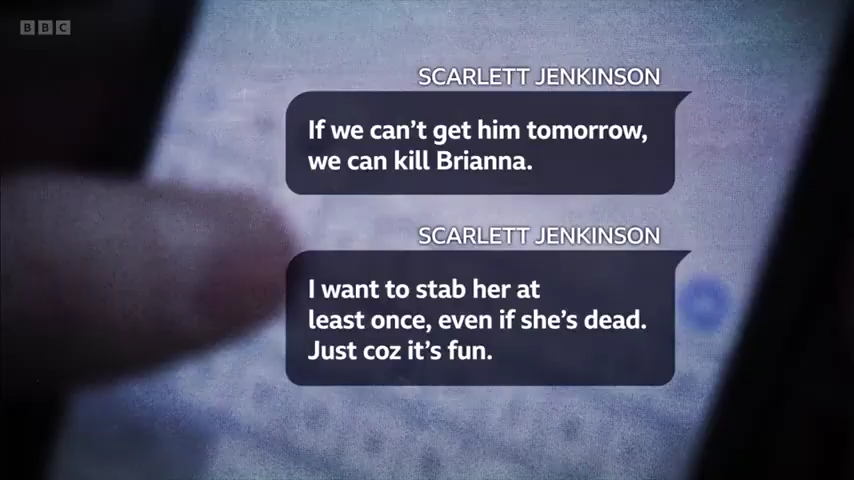 BBC
SCARLETT JENKINSON
If we can't get him tomorrow,
we can kill Brianna.
SCARLETT JENKINSON
I want to stab her at
least once, even if she's dead.
Just coz it's fun.